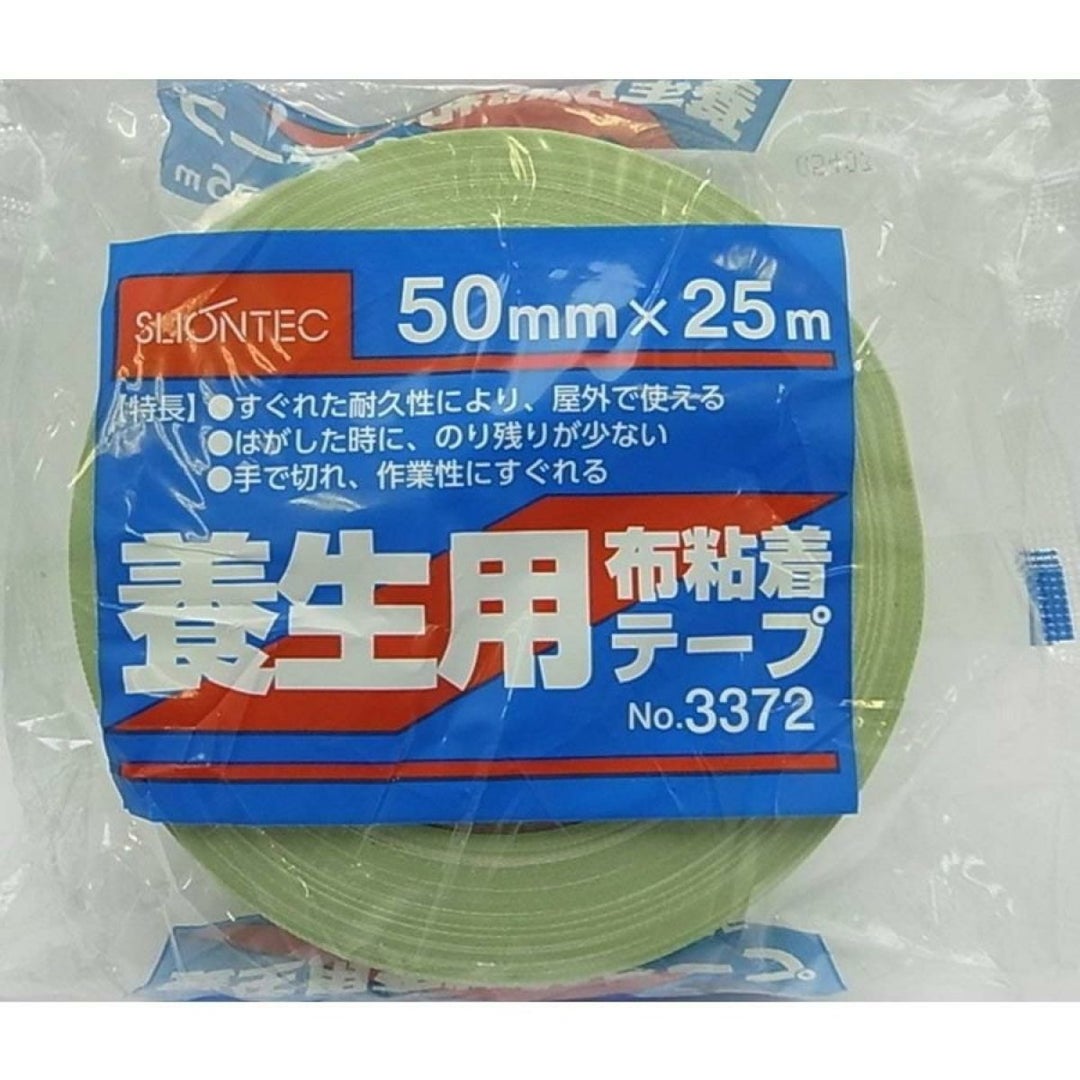 SLIONTEC
50mm×25m
【特長】●すぐれた耐久性により、屋外で使える
●はがした時に、のり残りが少ない
●手で切れ、作業性にすぐれる
養生用
布粘着
テープ
No.3372